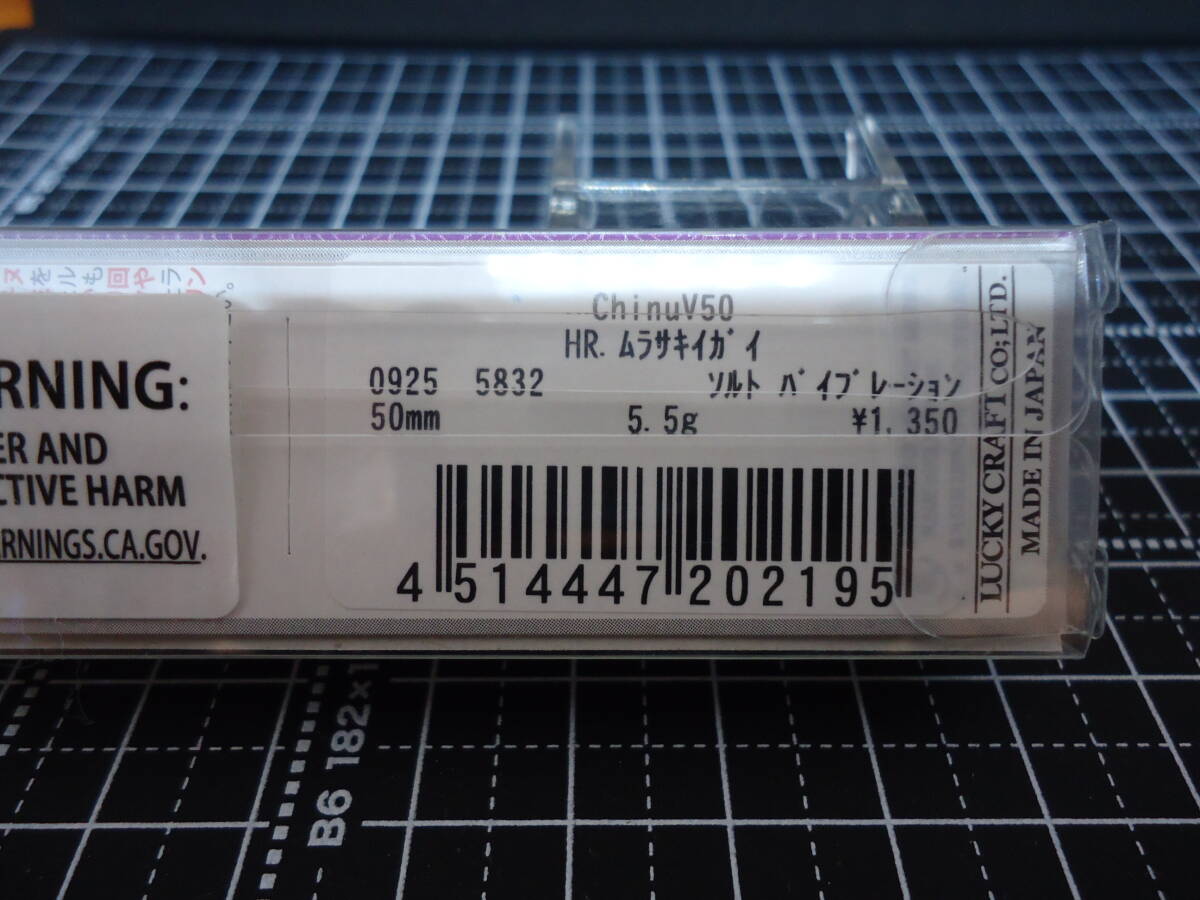 ChinuV50
HR. ﾑﾗｻｷｲｶﾞｲ
0925 5832 ｿﾙﾄ ﾊﾞｲﾌﾞﾚｰｼｮﾝ
50mm 5.5g ¥1,350
4 514447 202195
LUCKY CRAFT CO;LTD.
MADE IN JAPAN
RNING:
ER AND
CTIVE HARM
RNINGS.CA.GOV.
B6 182×1